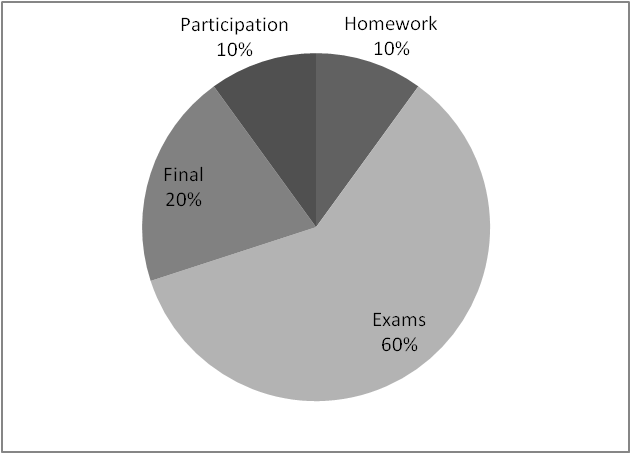 Participation
10%
Homework
10%
Final
20%
Exams
60%